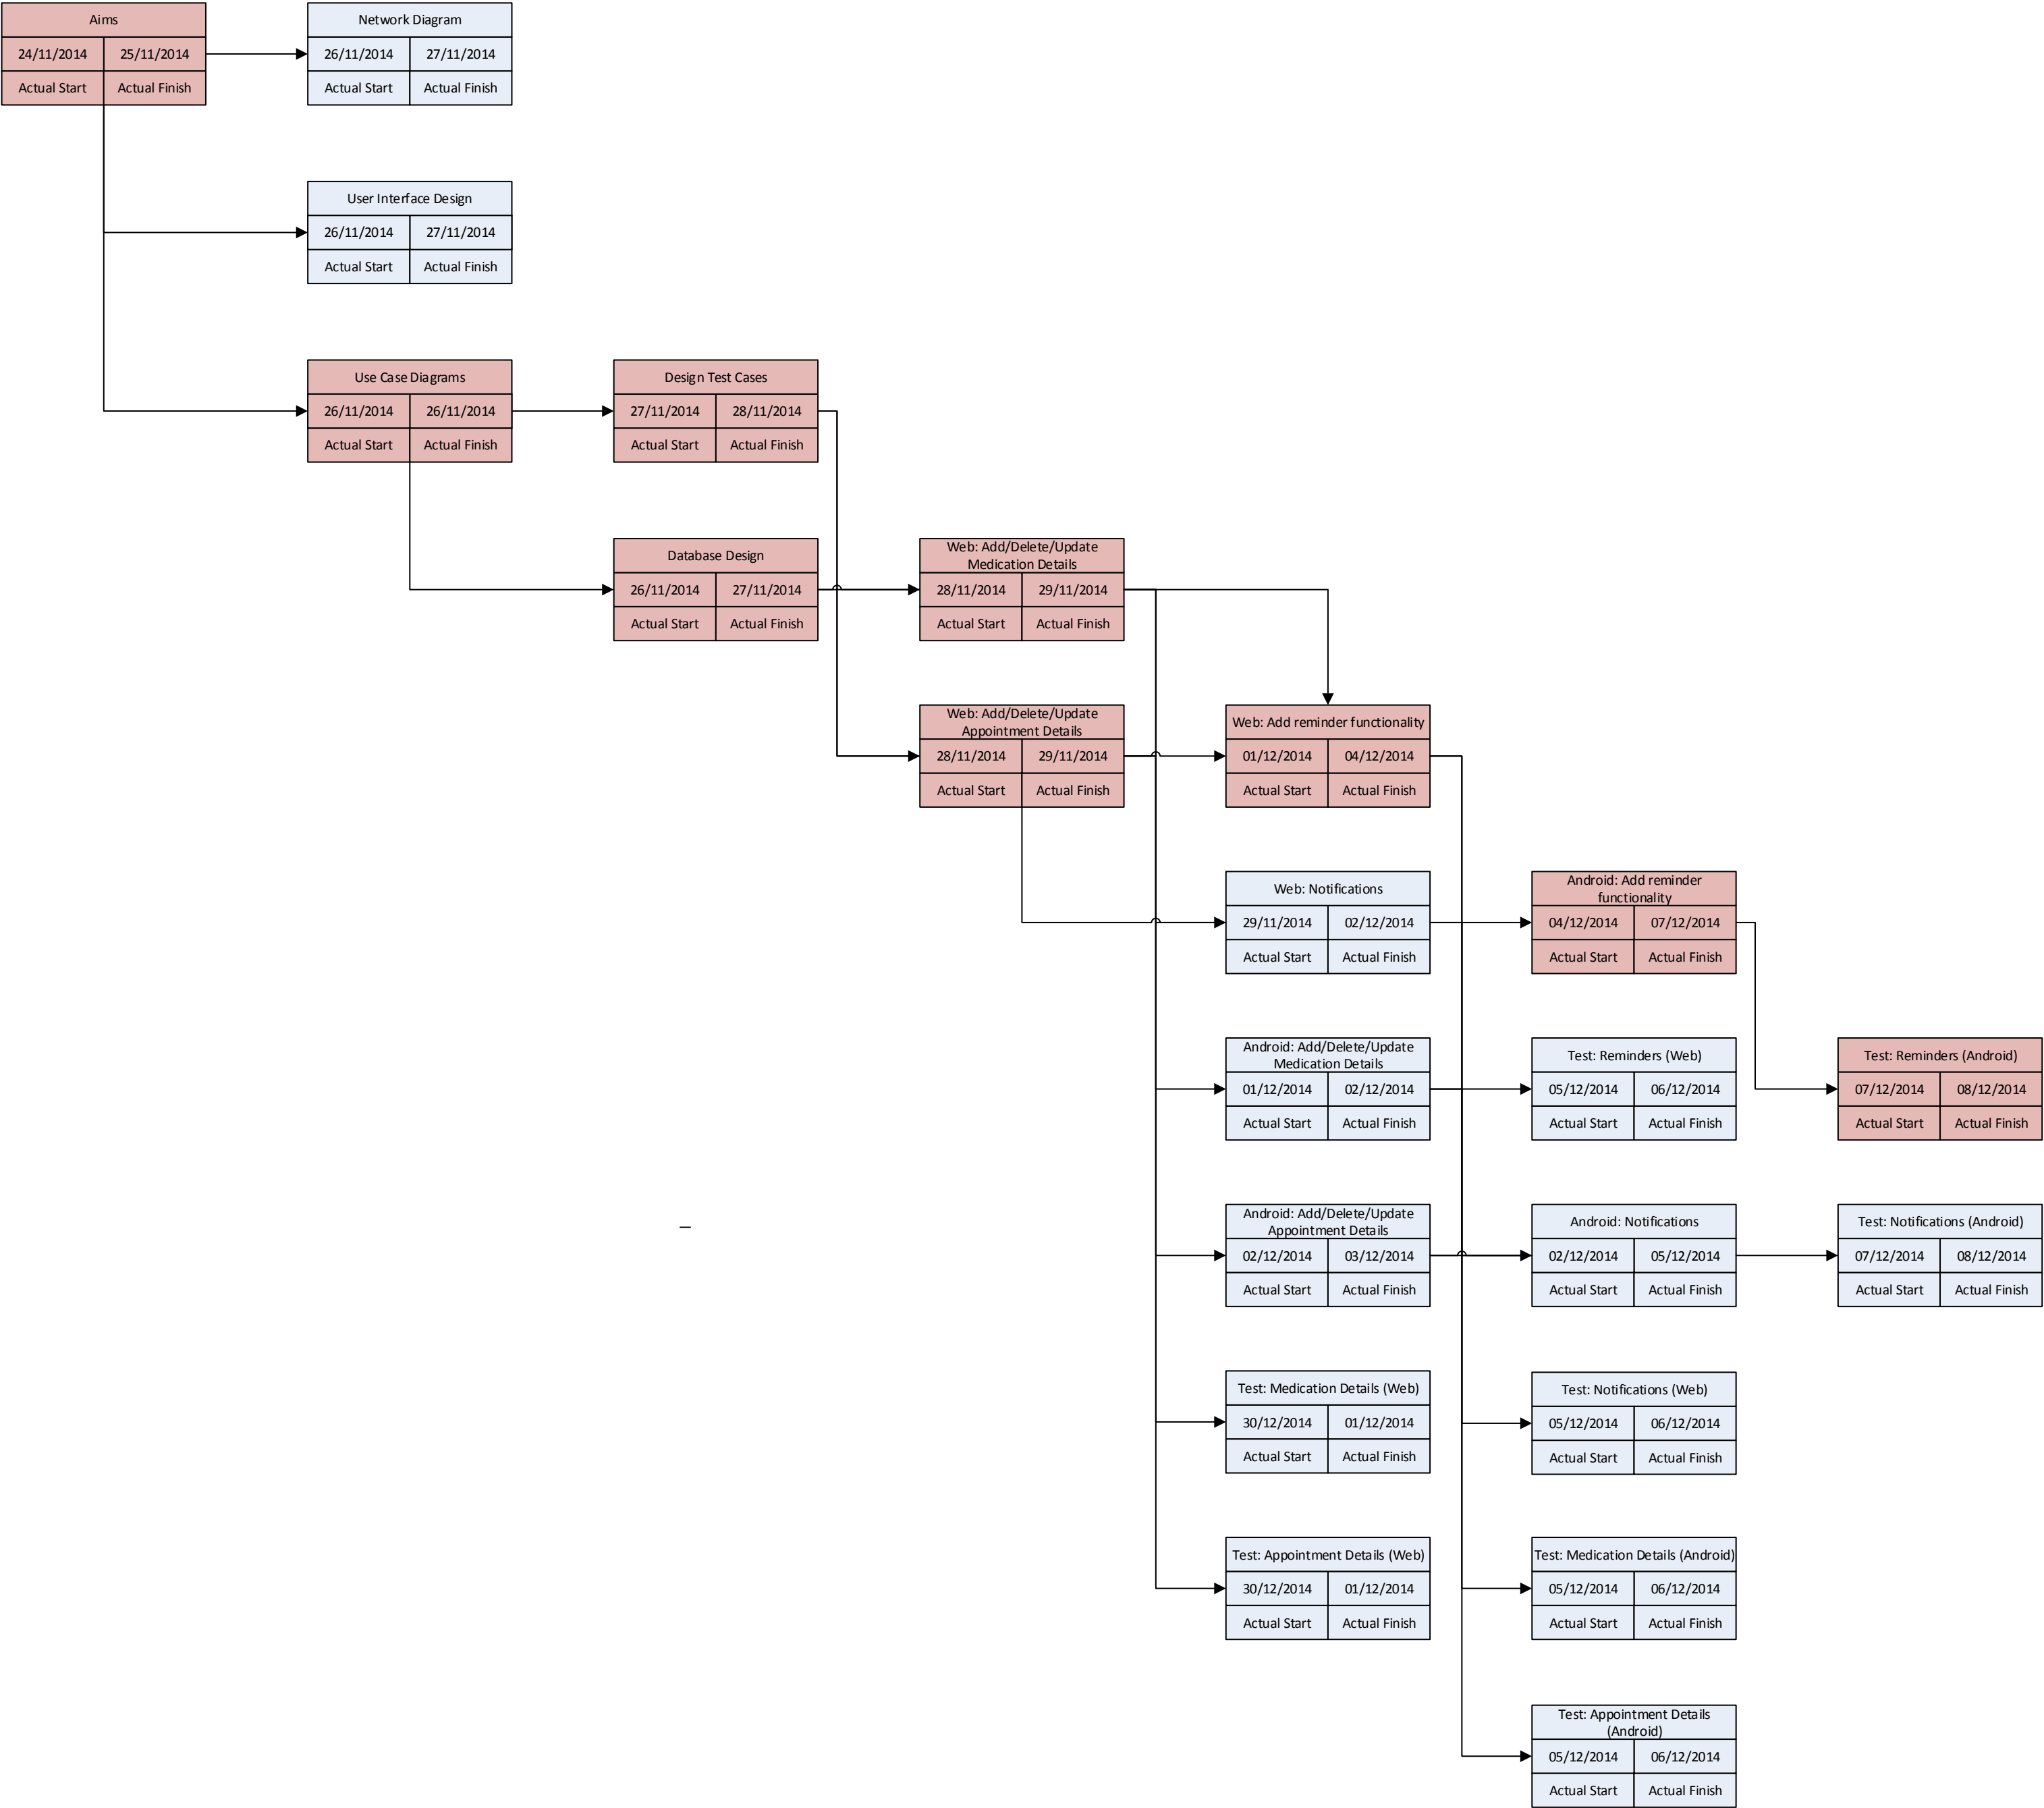 Aims
24/11/2014 25/11/2014
Actual Start Actual Finish
Network Diagram
26/11/2014 27/11/2014
Actual Start Actual Finish
User Interface Design
26/11/2014 27/11/2014
Actual Start Actual Finish
Use Case Diagrams
26/11/2014 26/11/2014
Actual Start Actual Finish
Design Test Cases
27/11/2014 28/11/2014
Actual Start Actual Finish
Database Design
26/11/2014 27/11/2014
Actual Start Actual Finish
Web: Add/Delete/Update
Medication Details
28/11/2014 29/11/2014
Actual Start Actual Finish
Web: Add/Delete/Update
Appointment Details
28/11/2014 29/11/2014
Actual Start Actual Finish
Web: Add reminder functionality
01/12/2014 04/12/2014
Actual Start Actual Finish
Web: Notifications
29/11/2014 02/12/2014
Actual Start Actual Finish
Android: Add reminder
functionality
04/12/2014 07/12/2014
Actual Start Actual Finish
Android: Add/Delete/Update
Medication Details
01/12/2014 02/12/2014
Actual Start Actual Finish
Test: Reminders (Web)
05/12/2014 06/12/2014
Actual Start Actual Finish
Test: Reminders (Android)
07/12/2014 08/12/2014
Actual Start Actual Finish
Android: Add/Delete/Update
Appointment Details
02/12/2014 03/12/2014
Actual Start Actual Finish
Android: Notifications
02/12/2014 05/12/2014
Actual Start Actual Finish
Test: Notifications (Android)
07/12/2014 08/12/2014
Actual Start Actual Finish
Test: Medication Details (Web)
30/12/2014 01/12/2014
Actual Start Actual Finish
Test: Notifications (Web)
05/12/2014 06/12/2014
Actual Start Actual Finish
Test: Appointment Details (Web)
30/12/2014 01/12/2014
Actual Start Actual Finish
Test: Medication Details (Android)
05/12/2014 06/12/2014
Actual Start Actual Finish
Test: Appointment Details
(Android)
05/12/2014 06/12/2014
Actual Start Actual Finish